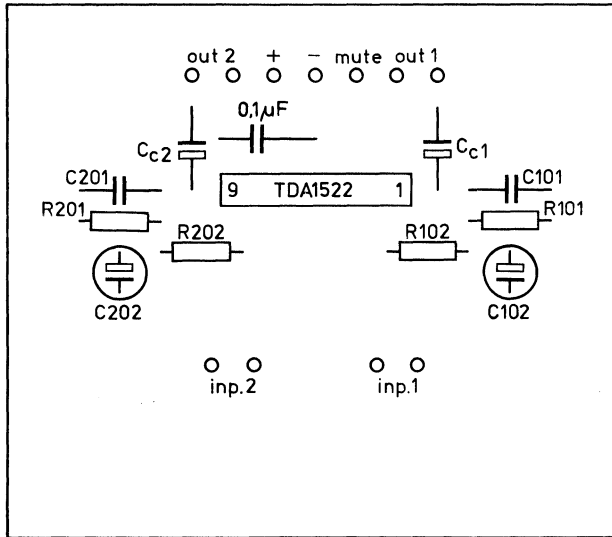 out 2 + − mute out 1
0,1µF
Cc2
Cc1
C201
9 TDA1522 1
C101
R201
R101
R202
R102
C202
C102
inp.2
inp.1